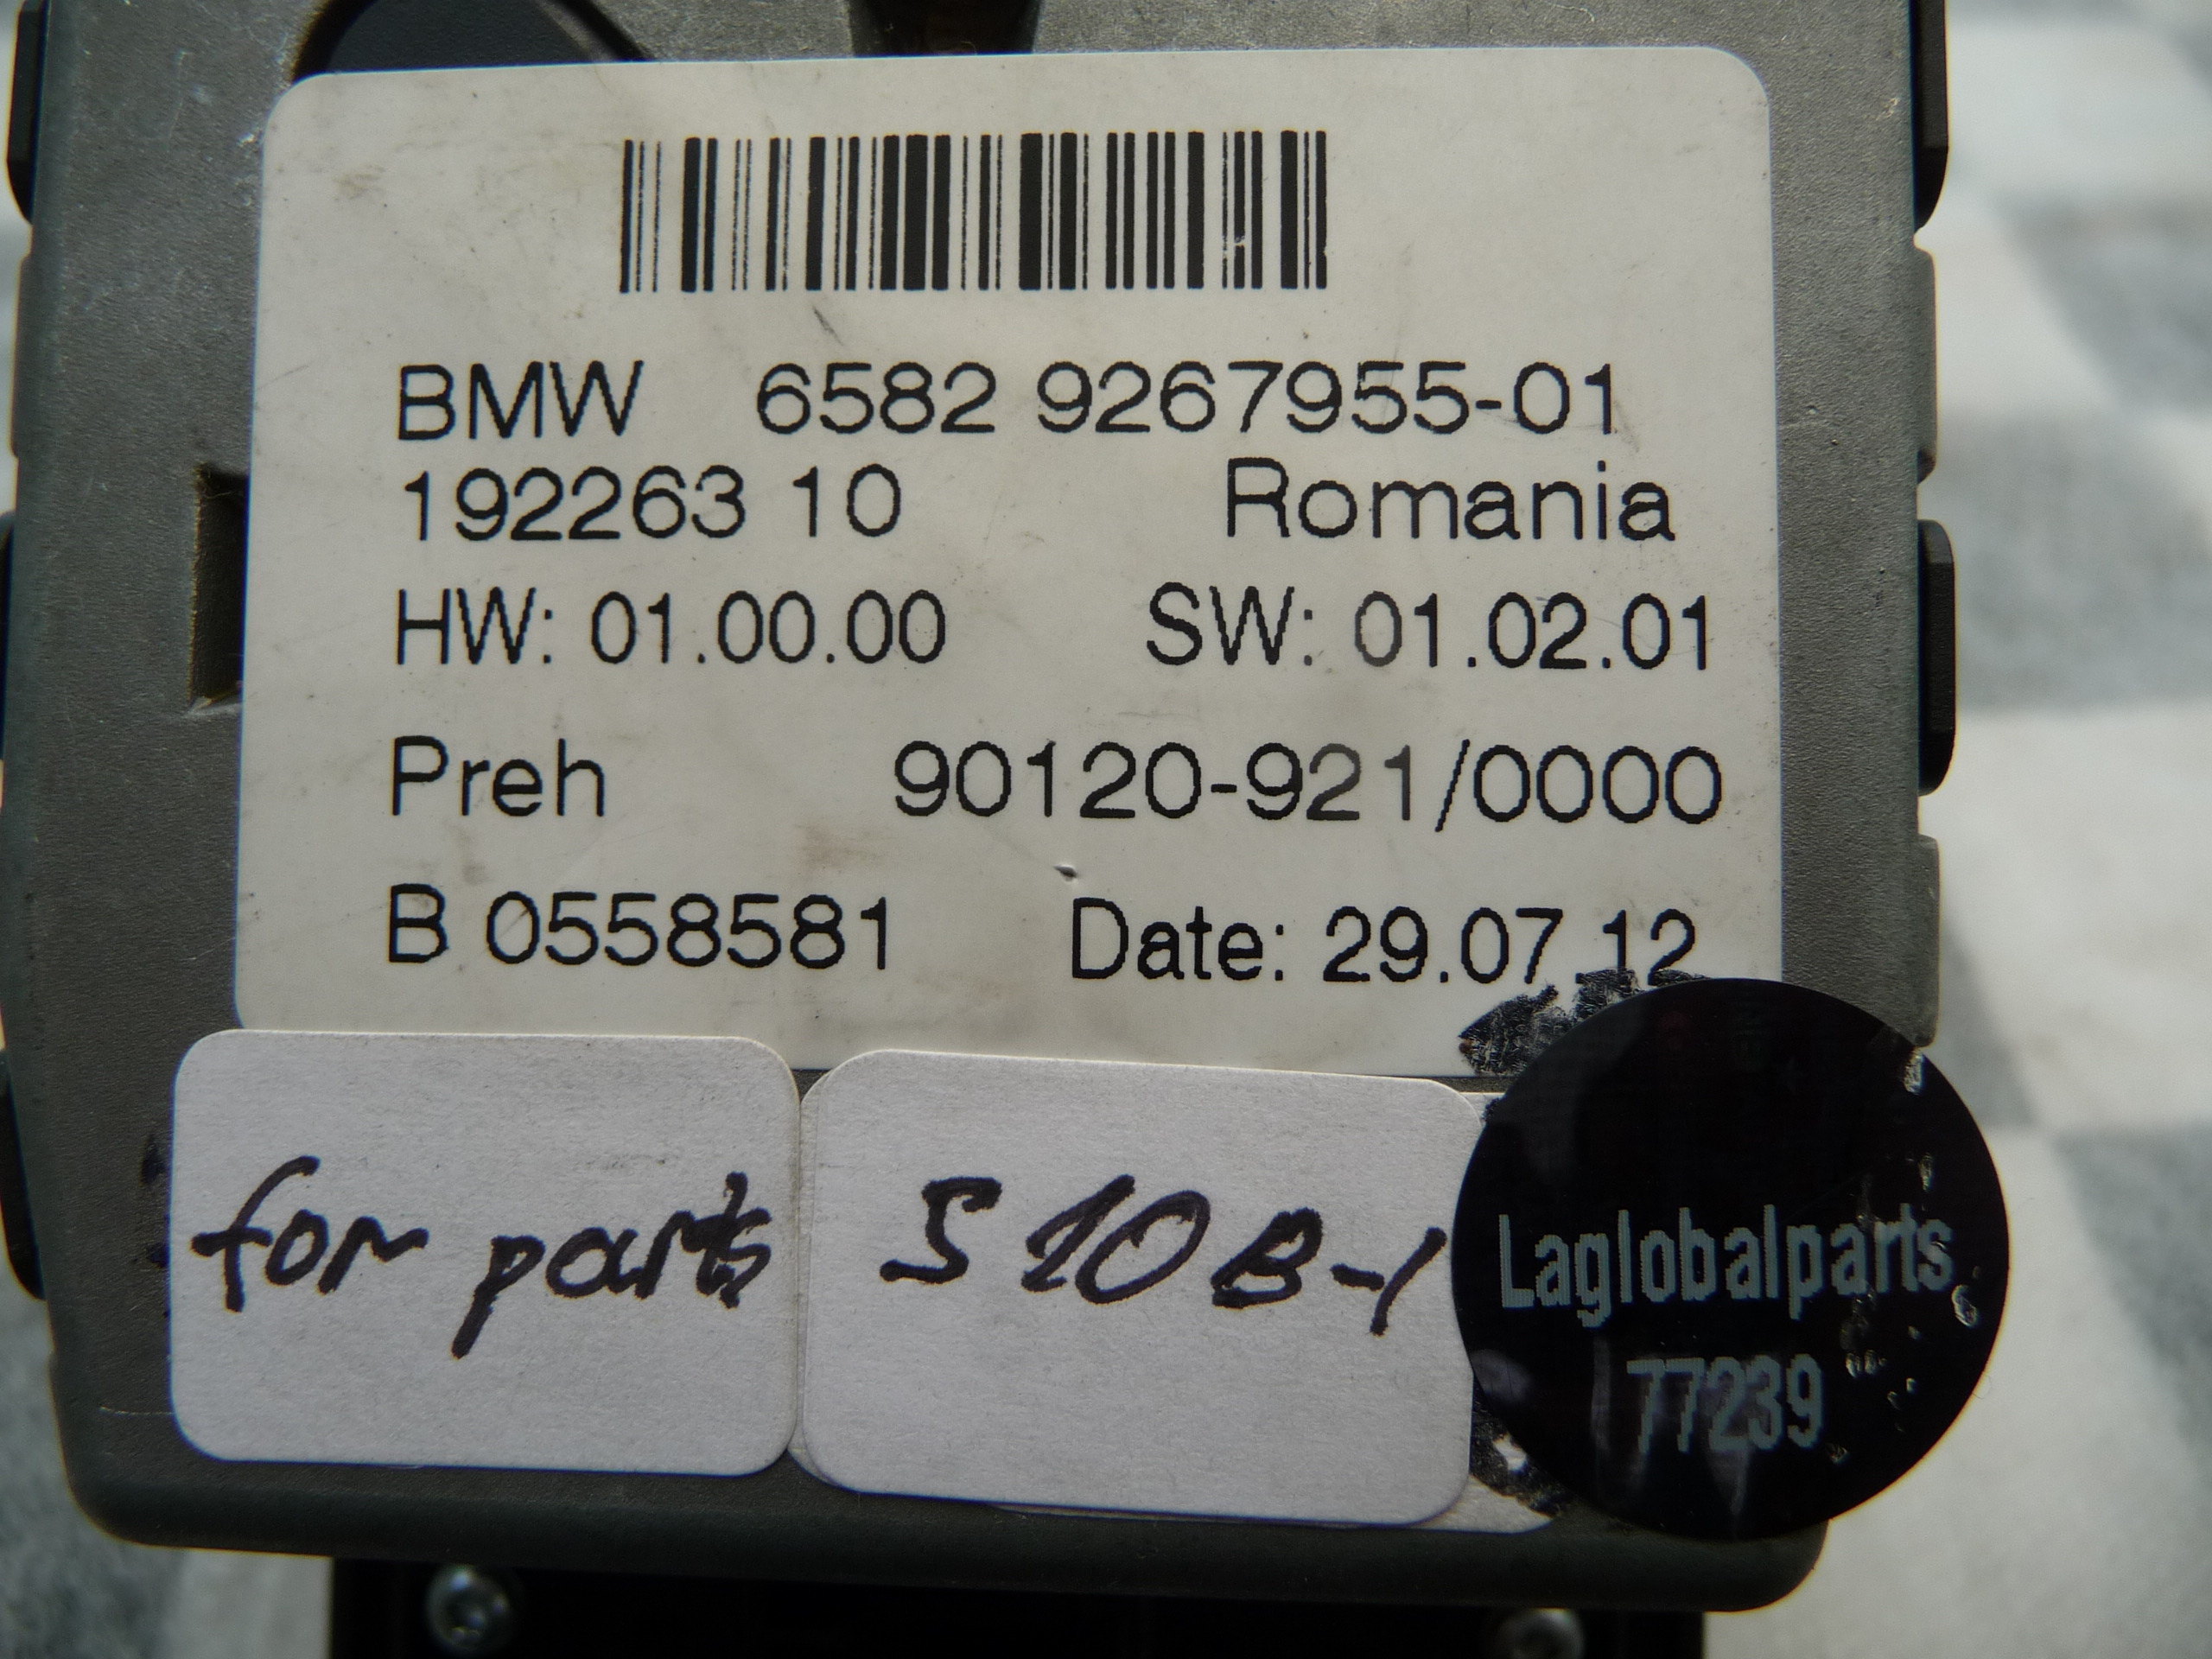 BMW 6582 9267955-01
192263 10 Romania
HW: 01.00.00 SW: 01.02.01
Preh 90120-921/0000
B 0558581 Date: 29.07.12
for parts
S 10 B-1
Laglobalparts
77239